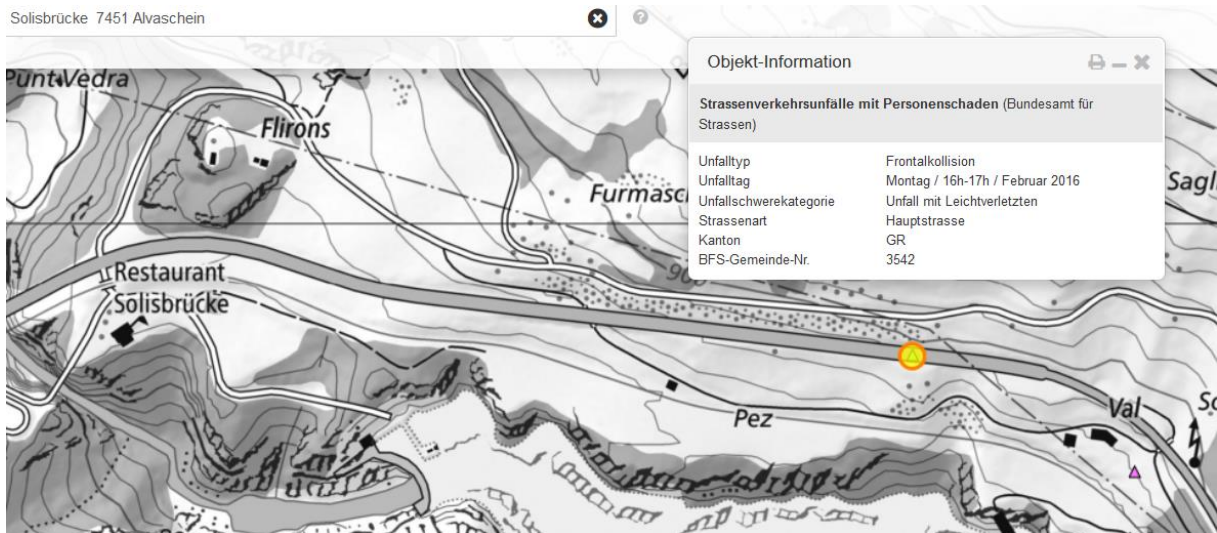 Solisbrücke 7451 Alvaschein
?
Objekt-Information
Strassenverkehrsunfälle mit Personenschaden (Bundesamt für
Strassen)
Unfalltyp Frontalkollision
Unfalltag Montag / 16h-17h / Februar 2016
Unfallschwerekategorie Unfall mit Leichtverletzten
Strassenart Hauptstrasse
Kanton GR
BFS-Gemeinde-Nr. 3542
Punt Vedra
Flirons
Furmasc
Sagl
900
Restaurant
Solisbrücke
Pez
Val